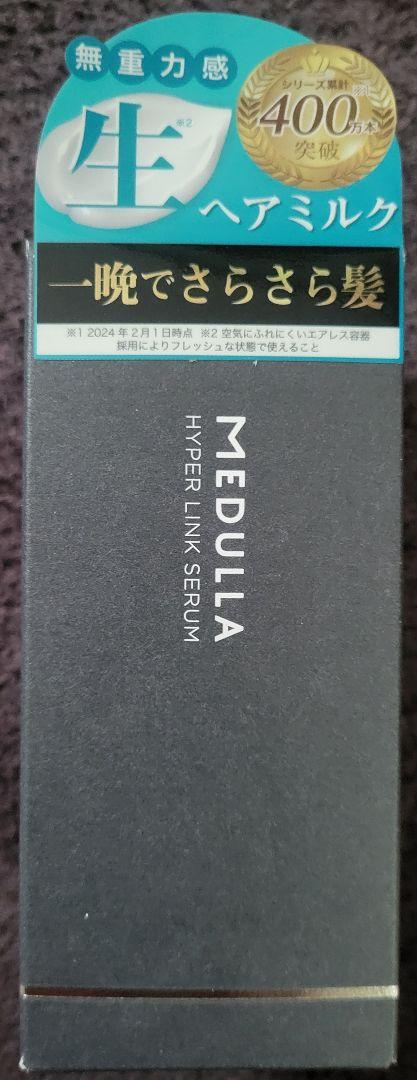 無重力感
シリーズ累計※1
400万本
突破
生※2
ヘアミルク
一晩でさらさら髪
※1 2024年2月1日時点 ※2 空気にふれにくいエアレス容器
採用によりフレッシュな状態で使えること
MEDULLA
HYPER LINK SERUM